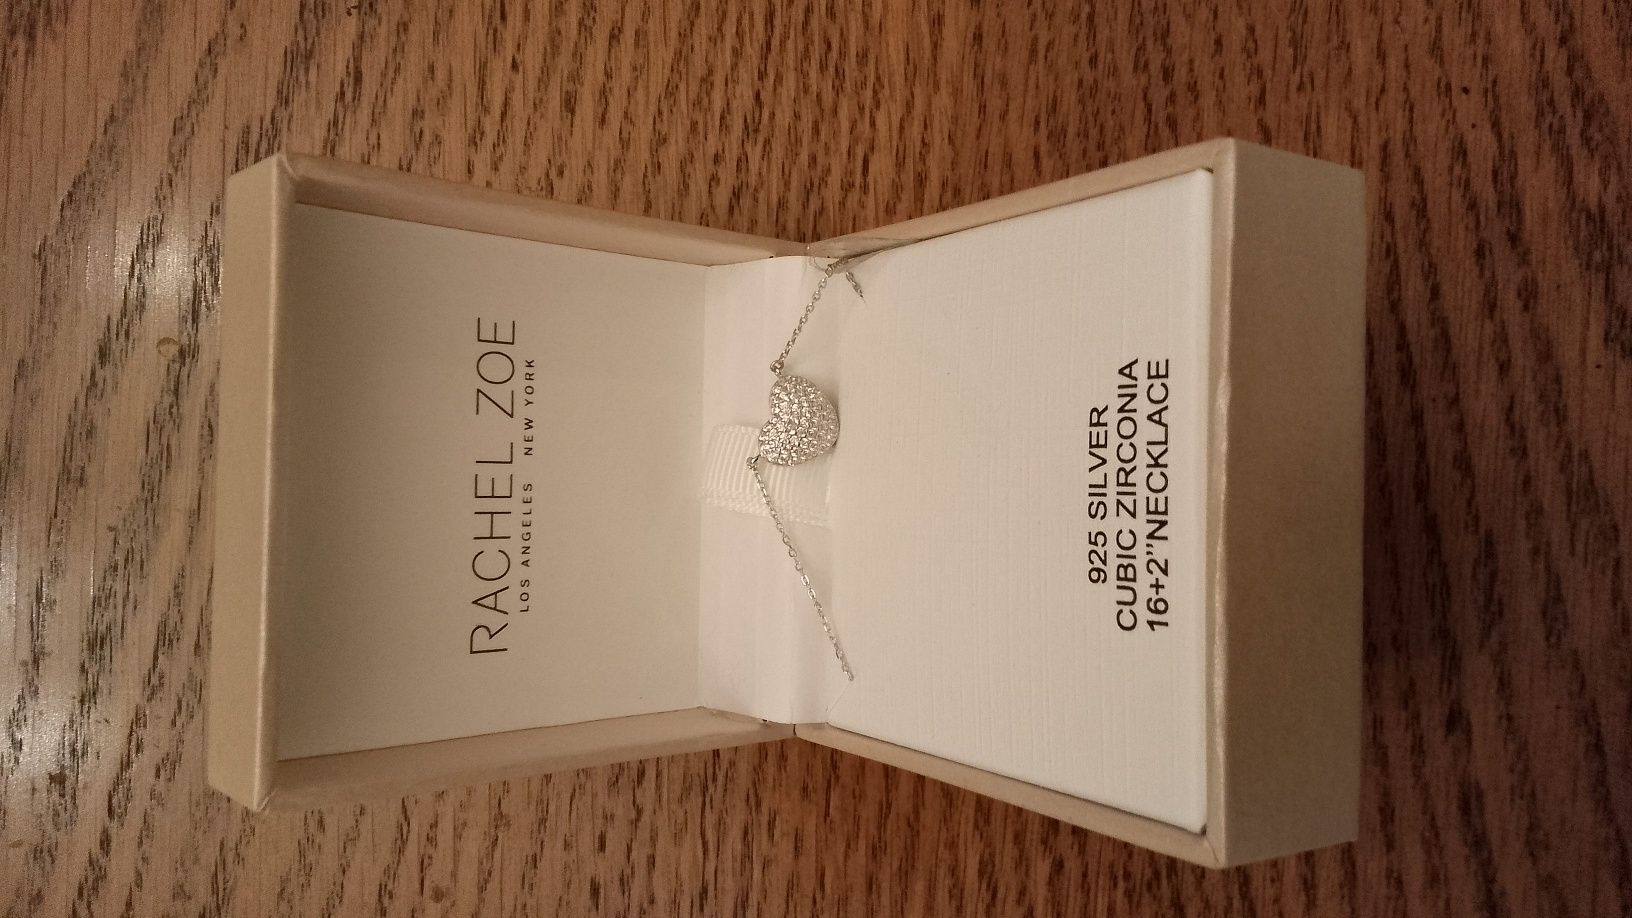 RACHEL ZOE
LOS ANGELES NEW YORK
925 SILVER
CUBIC ZIRCONIA
16+2”NECKLACE